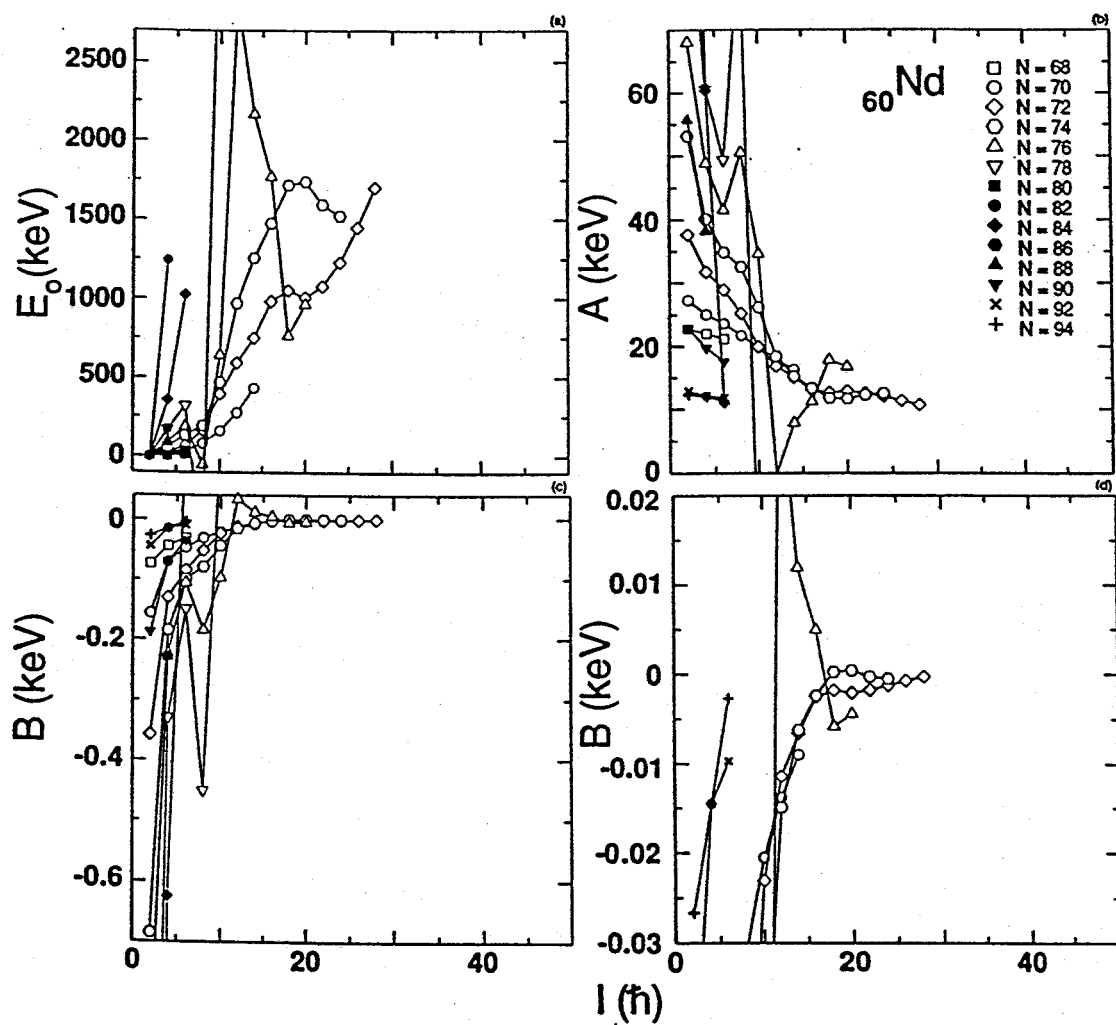 (a)
2500
2000
1500
1000
500
0
E₀(keV)
(b)
60
40
20
0
A (keV)
₆₀Nd
N = 68
N = 70
N = 72
N = 74
N = 76
N = 78
N = 80
N = 82
N = 84
N = 86
N = 88
N = 90
N = 92
N = 94
(c)
0
-0.2
-0.4
-0.6
B (keV)
0 20 40
(d)
0.02
0.01
0
-0.01
-0.02
-0.03
B (keV)
0 20 40
I (ħ)